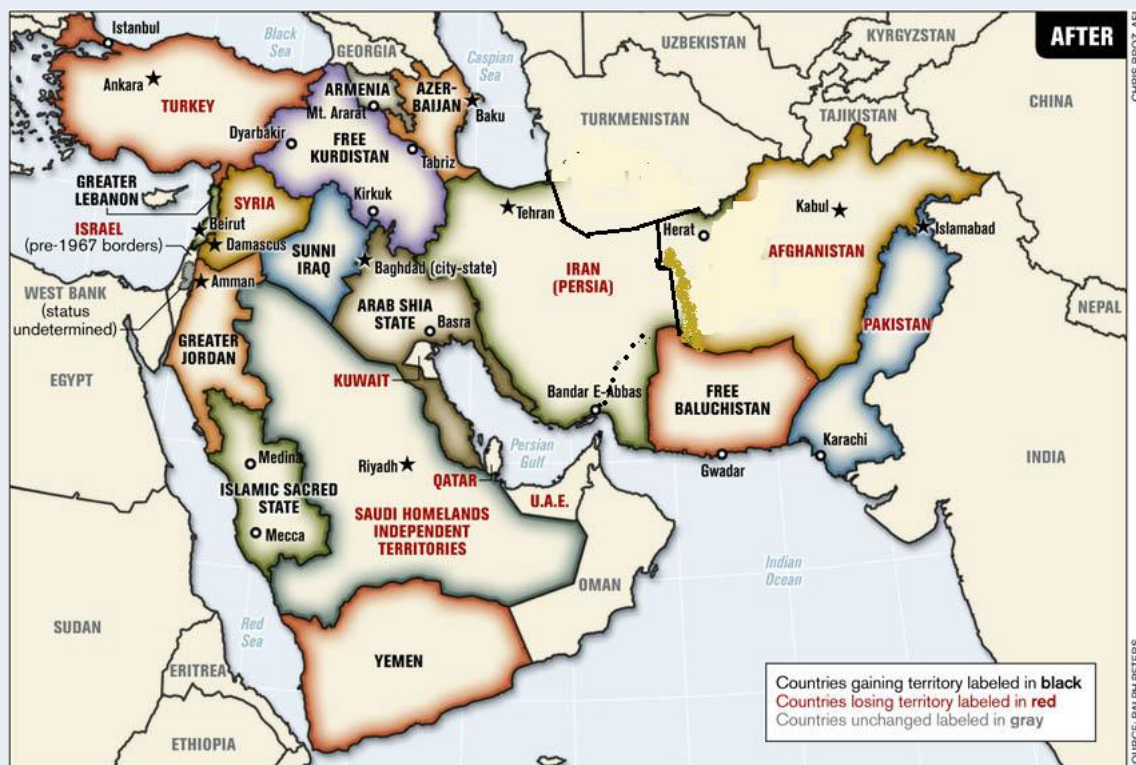 AFTER
Istanbul
Black
Sea
GEORGIA
Caspian
Sea
UZBEKISTAN
KYRGYZSTAN
Ankara
TURKEY
ARMENIA
Mt. Ararat
AZER-
BAIJAN
Baku
TURKMENISTAN
TAJIKISTAN
CHINA
Dyarbakir
FREE
KURDISTAN
Tabriz
GREATER
LEBANON
SYRIA
Kirkuk
Tehran
Herat
Kabul
Islamabad
ISRAEL
(pre-1967 borders)
Beirut
Damascus
SUNNI
IRAQ
Baghdad (city-state)
IRAN
(PERSIA)
AFGHANISTAN
WEST BANK
(status
undetermined)
Amman
ARAB SHIA
STATE
Basra
PAKISTAN
NEPAL
GREATER
JORDAN
EGYPT
KUWAIT
Bandar E-Abbas
FREE
BALUCHISTAN
Karachi
Gwadar
INDIA
Medina
Riyadh
Persian
Gulf
QATAR
U.A.E.
ISLAMIC SACRED
STATE
Mecca
SAUDI HOMELANDS
INDEPENDENT
TERRITORIES
OMAN
Indian
Ocean
SUDAN
Red
Sea
YEMEN
ERITREA
ETHIOPIA
Countries gaining territory labeled in black
Countries losing territory labeled in red
Countries unchanged labeled in gray
SOURCE: RALPH PETERS